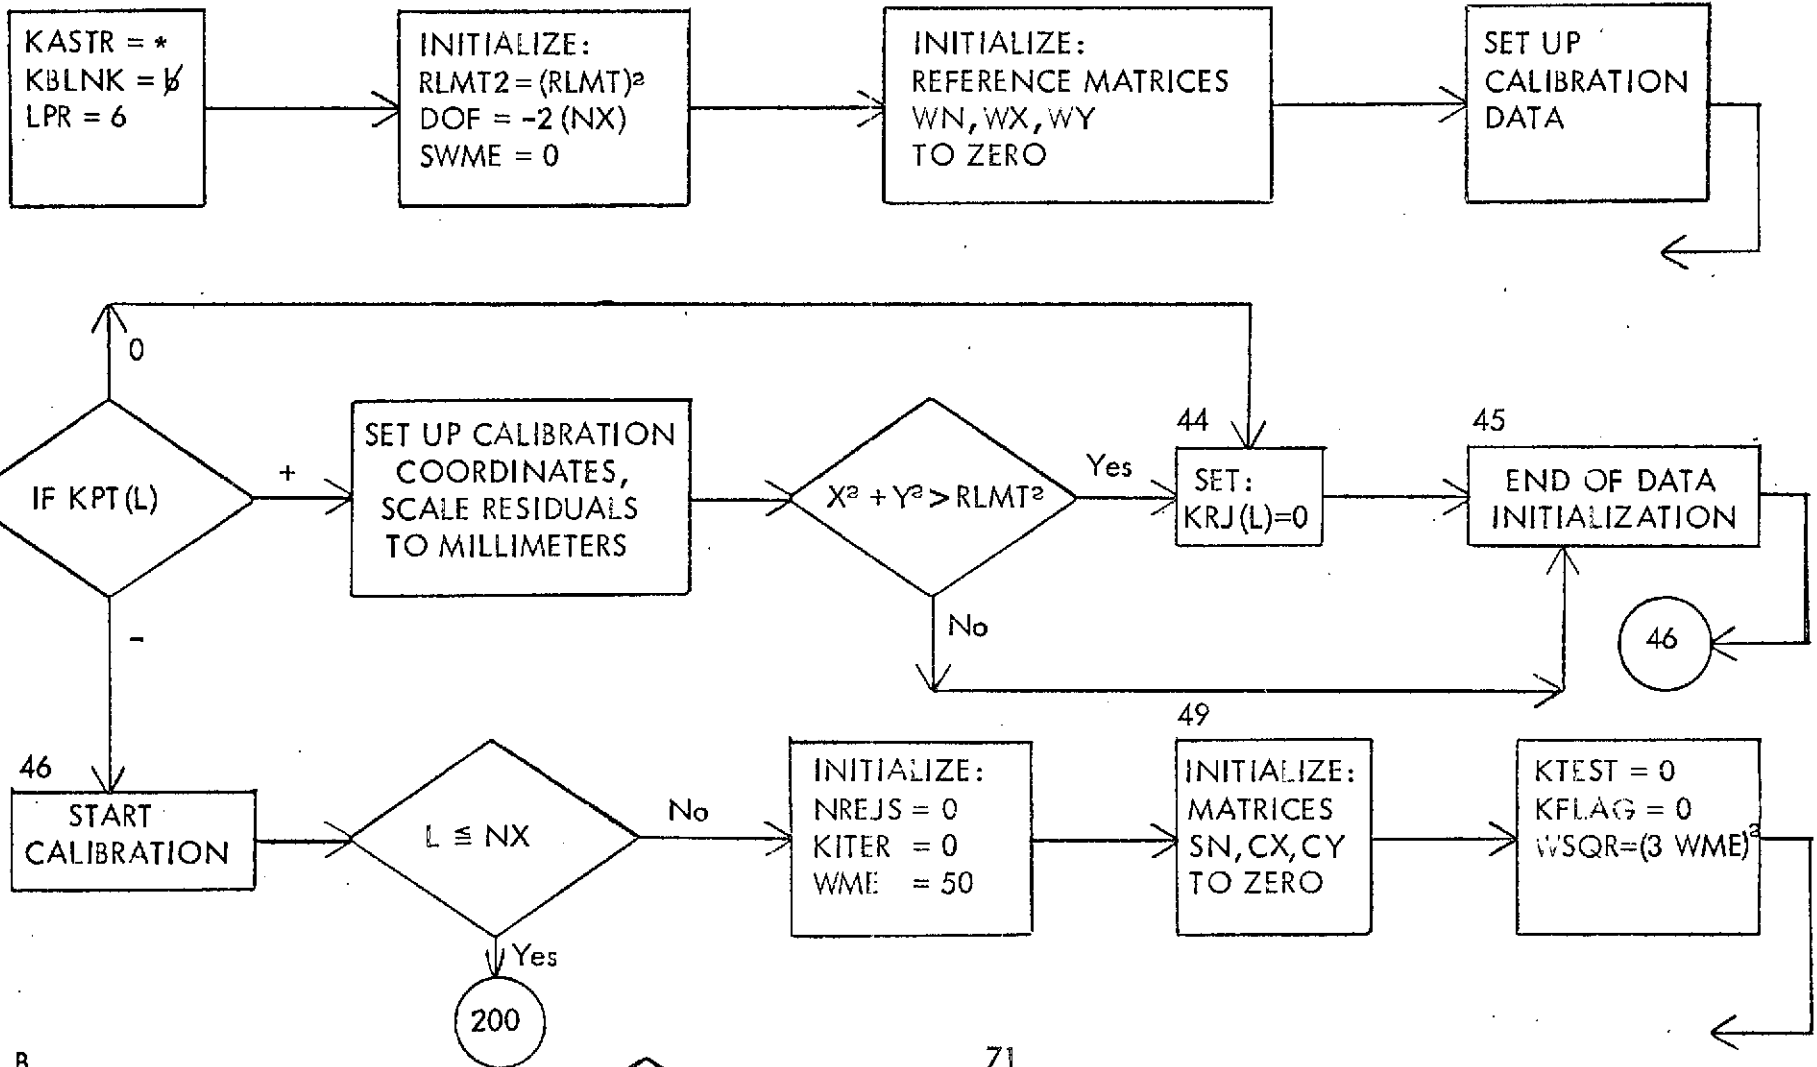 KASTR = *
KBLNK = ƀ
LPR = 6
INITIALIZE:
RLMT2 = (RLMT)²
DOF = -2 (NX)
SWME = 0
INITIALIZE:
REFERENCE MATRICES
WN, WX, WY
TO ZERO
SET UP
CALIBRATION
DATA
0
IF KPT (L)
+
SET UP CALIBRATION
COORDINATES,
SCALE RESIDUALS
TO MILLIMETERS
X² + Y² > RLMT²
Yes
No
44
SET:
KRJ (L)=0
45
END OF DATA
INITIALIZATION
46
-
46
START
CALIBRATION
L ≦ NX
No
Yes
200
INITIALIZE:
NREJS = 0
KITER = 0
WME = 50
49
INITIALIZE:
MATRICES
SN, CX, CY
TO ZERO
KTEST = 0
KFLAG = 0
WSQR=(3 WME)²
B
71